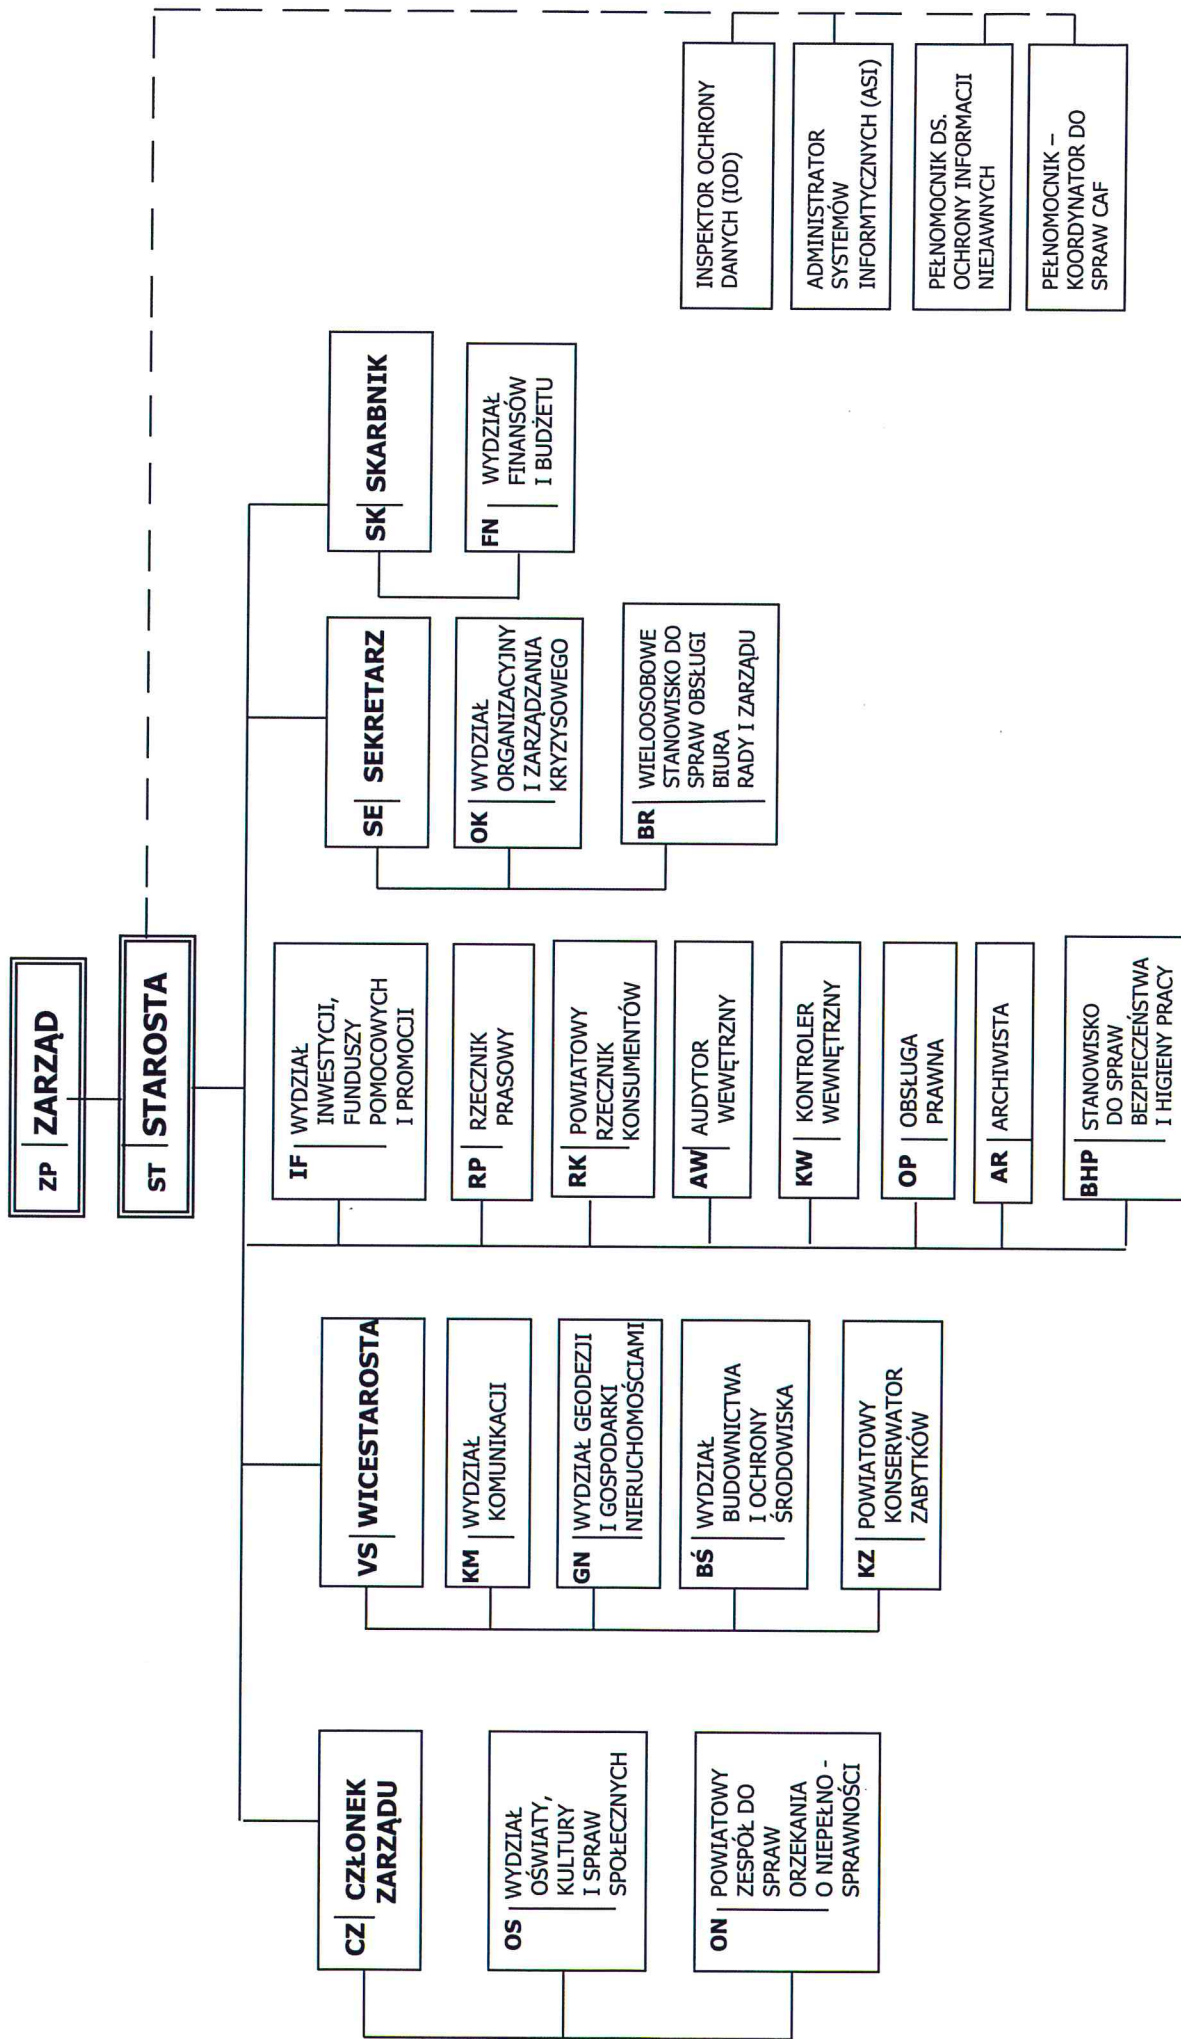 ZP ZARZĄD
ST STAROSTA
CZ CZŁONEK
ZARZĄDU
OS WYDZIAŁ
OŚWIATY,
KULTURY
I SPRAW
SPOŁECZNYCH
ON POWIATOWY
ZESPÓŁ DO
SPRAW
ORZEKANIA
O NIEPEŁNO -
SPRAWNOŚCI
VS WICESTAROSTA
KM WYDZIAŁ
KOMUNIKACJI
GN WYDZIAŁ GEODEZJI
I GOSPODARKI
NIERUCHOMOŚCIAMI
BŚ WYDZIAŁ
BUDOWNICTWA
I OCHRONY
ŚRODOWISKA
KZ POWIATOWY
KONSERWATOR
ZABYTKÓW
IF WYDZIAŁ
INWESTYCJI,
FUNDUSZY
POMOCOWYCH
I PROMOCJI
RP RZECZNIK
PRASOWY
RK POWIATOWY
RZECZNIK
KONSUMENTÓW
AW AUDYTOR
WEWĘTRZNY
KW KONTROLER
WEWNĘTRZNY
OP OBSŁUGA
PRAWNA
AR ARCHIWISTA
BHP STANOWISKO
DO SPRAW
BEZPIECZEŃSTWA
I HIGIENY PRACY
SE SEKRETARZ
OK WYDZIAŁ
ORGANIZACYJNY
I ZARZĄDZANIA
KRYZYSOWEGO
BR WIELOOSOBOWE
STANOWISKO DO
SPRAW OBSŁUGI
BIURA
RADY I ZARZĄDU
SK SKARBNIK
FN WYDZIAŁ
FINANSÓW
I BUDŻETU
INSPEKTOR OCHRONY
DANYCH (IOD)
ADMINISTRATOR
SYSTEMÓW
INFORMTYCZNYCH (ASI)
PEŁNOMOCNIK DS.
OCHRONY INFORMACJI
NIEJAWNYCH
PEŁNOMOCNIK –
KOORDYNATOR DO
SPRAW CAF